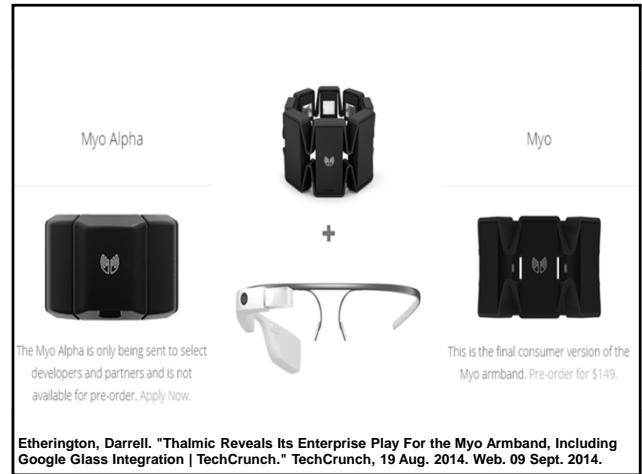 Myo Alpha
Myo
+
The Myo Alpha is only being sent to select
developers and partners and is not
available for pre-order. Apply Now.
This is the final consumer version of the
Myo armband. Pre-order for $149.
Etherington, Darrell. "Thalmic Reveals Its Enterprise Play For the Myo Armband, Including
Google Glass Integration | TechCrunch." TechCrunch, 19 Aug. 2014. Web. 09 Sept. 2014.